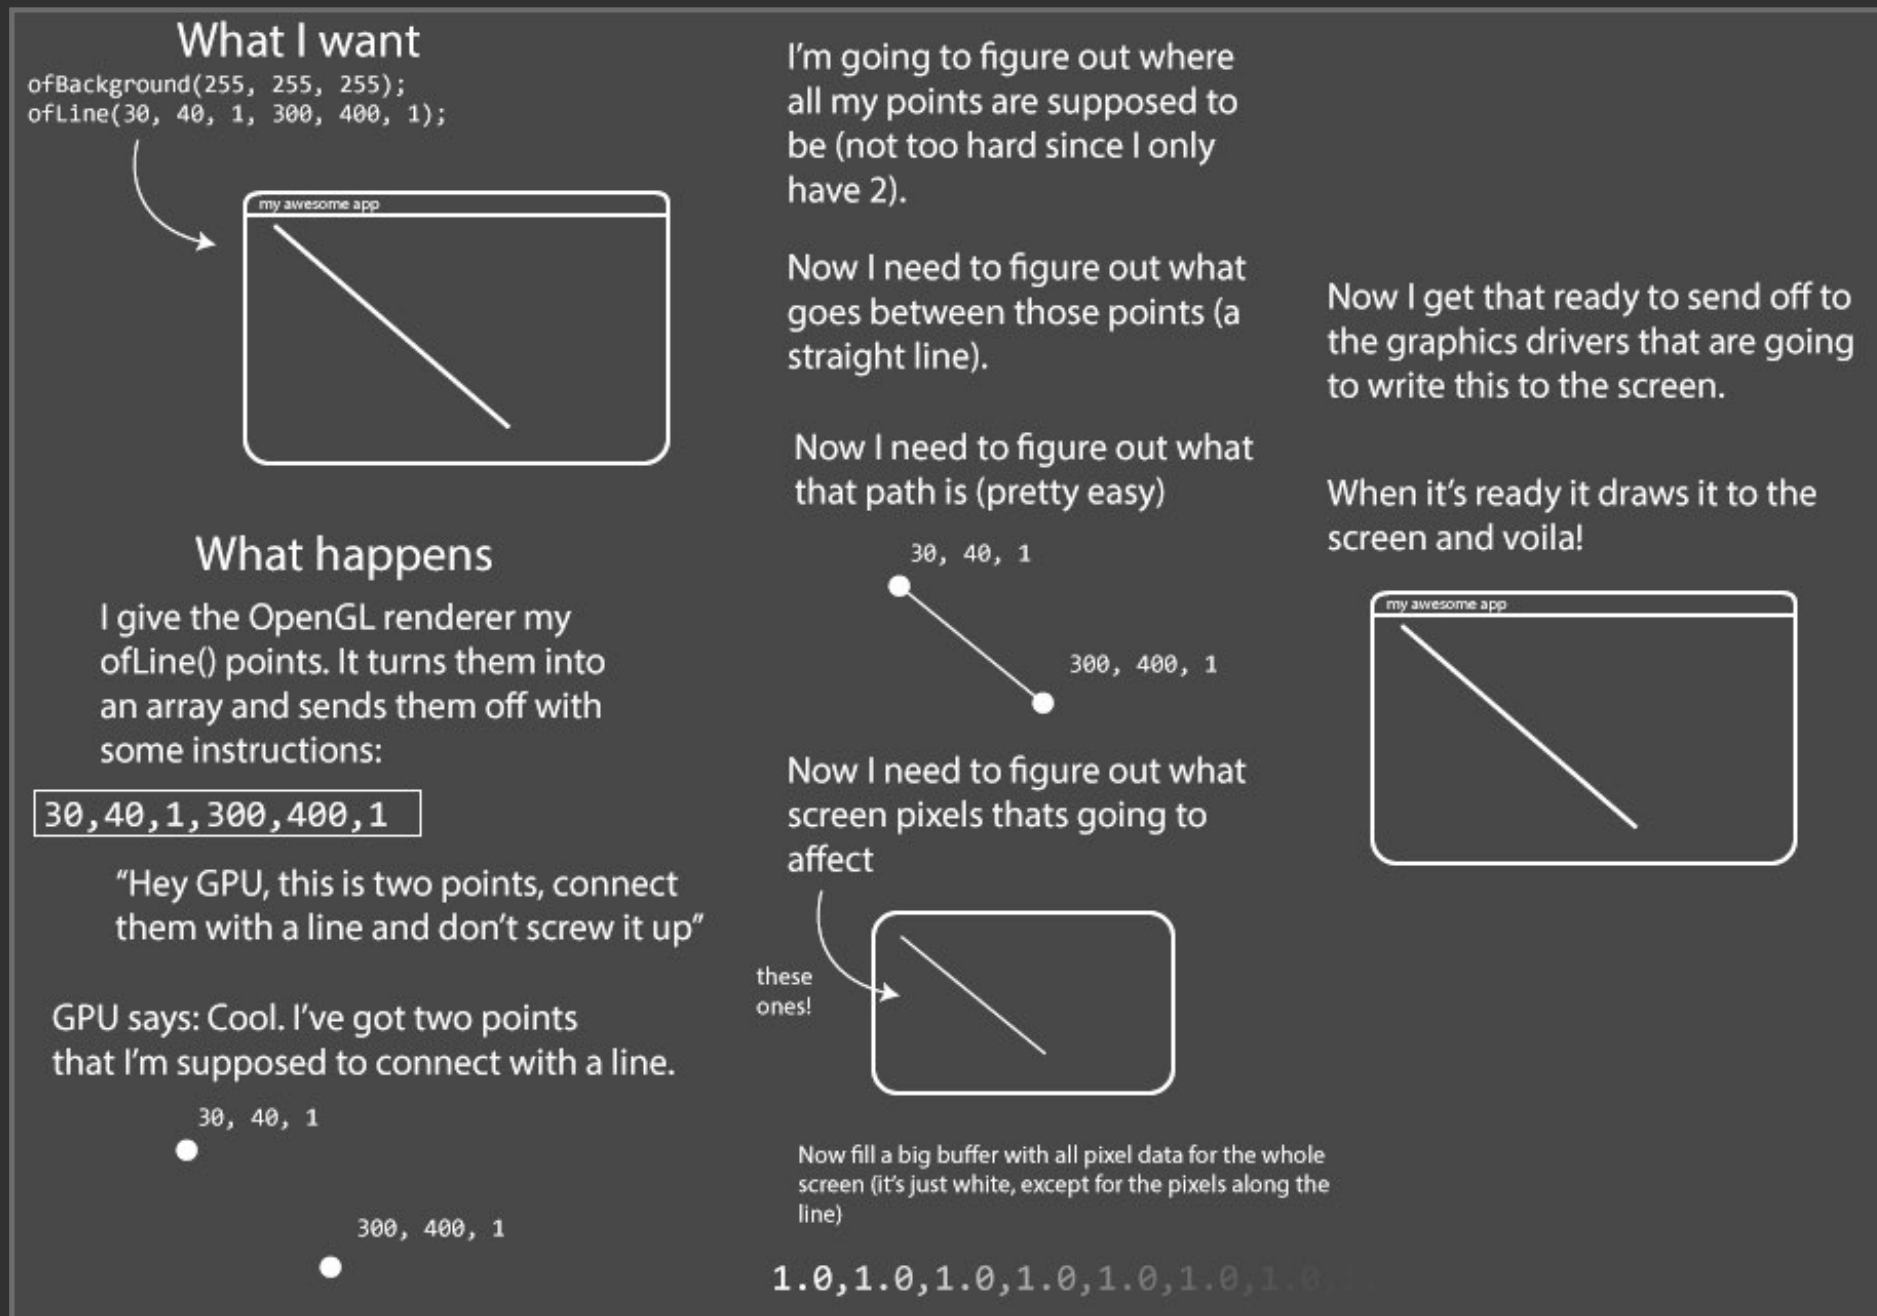 What I want
ofBackground(255, 255, 255);
ofLine(30, 40, 1, 300, 400, 1);
my awesome app
What happens
I give the OpenGL renderer my
ofLine() points. It turns them into
an array and sends them off with
some instructions:
30,40,1,300,400,1
“Hey GPU, this is two points, connect
them with a line and don’t screw it up”
GPU says: Cool. I’ve got two points
that I’m supposed to connect with a line.
30, 40, 1
300, 400, 1
I’m going to figure out where
all my points are supposed to
be (not too hard since I only
have 2).
Now I need to figure out what
goes between those points (a
straight line).
Now I need to figure out what
that path is (pretty easy)
30, 40, 1
300, 400, 1
Now I need to figure out what
screen pixels thats going to
affect
these
ones!
Now fill a big buffer with all pixel data for the whole
screen (it’s just white, except for the pixels along the
line)
1.0,1.0,1.0,1.0,1.0,1.0,1.0,
Now I get that ready to send off to
the graphics drivers that are going
to write this to the screen.
When it’s ready it draws it to the
screen and voila!
my awesome app